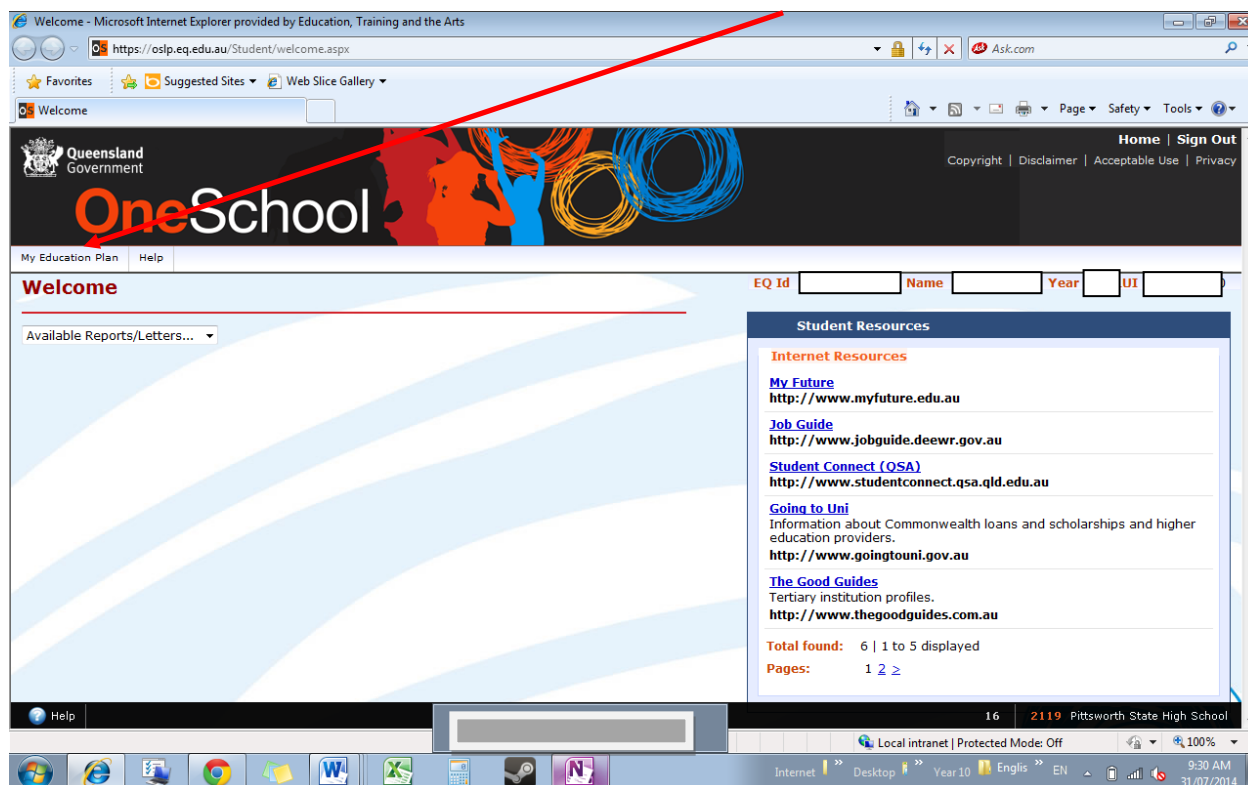 Welcome - Microsoft Internet Explorer provided by Education, Training and the Arts
OS https://oslp.eq.edu.au/Student/welcome.aspx Ask.com
Favorites Suggested Sites Web Slice Gallery
OS Welcome Page Safety Tools
Home | Sign Out
Queensland
Government
Copyright | Disclaimer | Acceptable Use | Privacy
OneSchool
My Education Plan Help
Welcome EQ Id Name Year UI
Available Reports/Letters...
Student Resources
Internet Resources
My Future
http://www.myfuture.edu.au
Job Guide
http://www.jobguide.deewr.gov.au
Student Connect (QSA)
http://www.studentconnect.qsa.qld.edu.au
Going to Uni
Information about Commonwealth loans and scholarships and higher
education providers.
http://www.goingtouni.gov.au
The Good Guides
Tertiary institution profiles.
http://www.thegoodguides.com.au
Total found: 6 | 1 to 5 displayed
Pages: 1 2 >
Help 16 2119 Pittsworth State High School
Local intranet | Protected Mode: Off 100%
Internet » Desktop » Year 10 Englis » EN 9:30 AM
31/07/2014